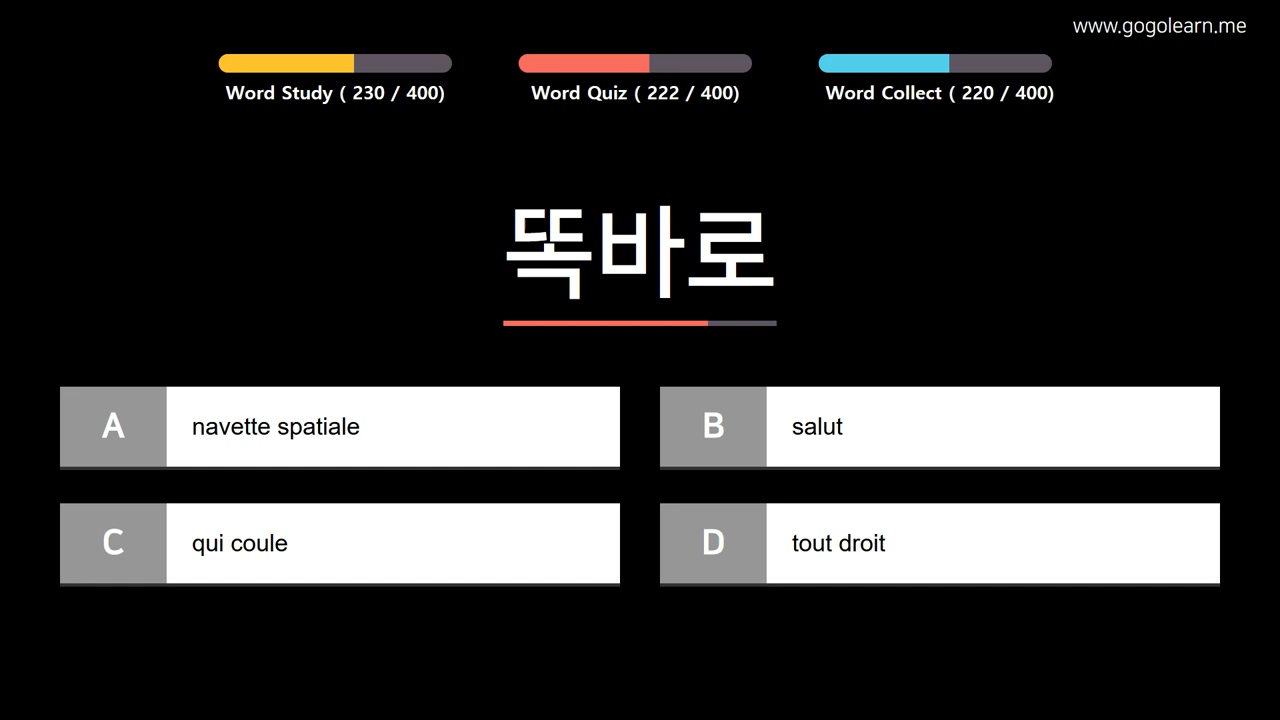 www.gogolearn.me
Word Study ( 230 / 400)
Word Quiz ( 222 / 400)
Word Collect ( 220 / 400)
똑바로
A navette spatiale
B salut
C qui coule
D tout droit